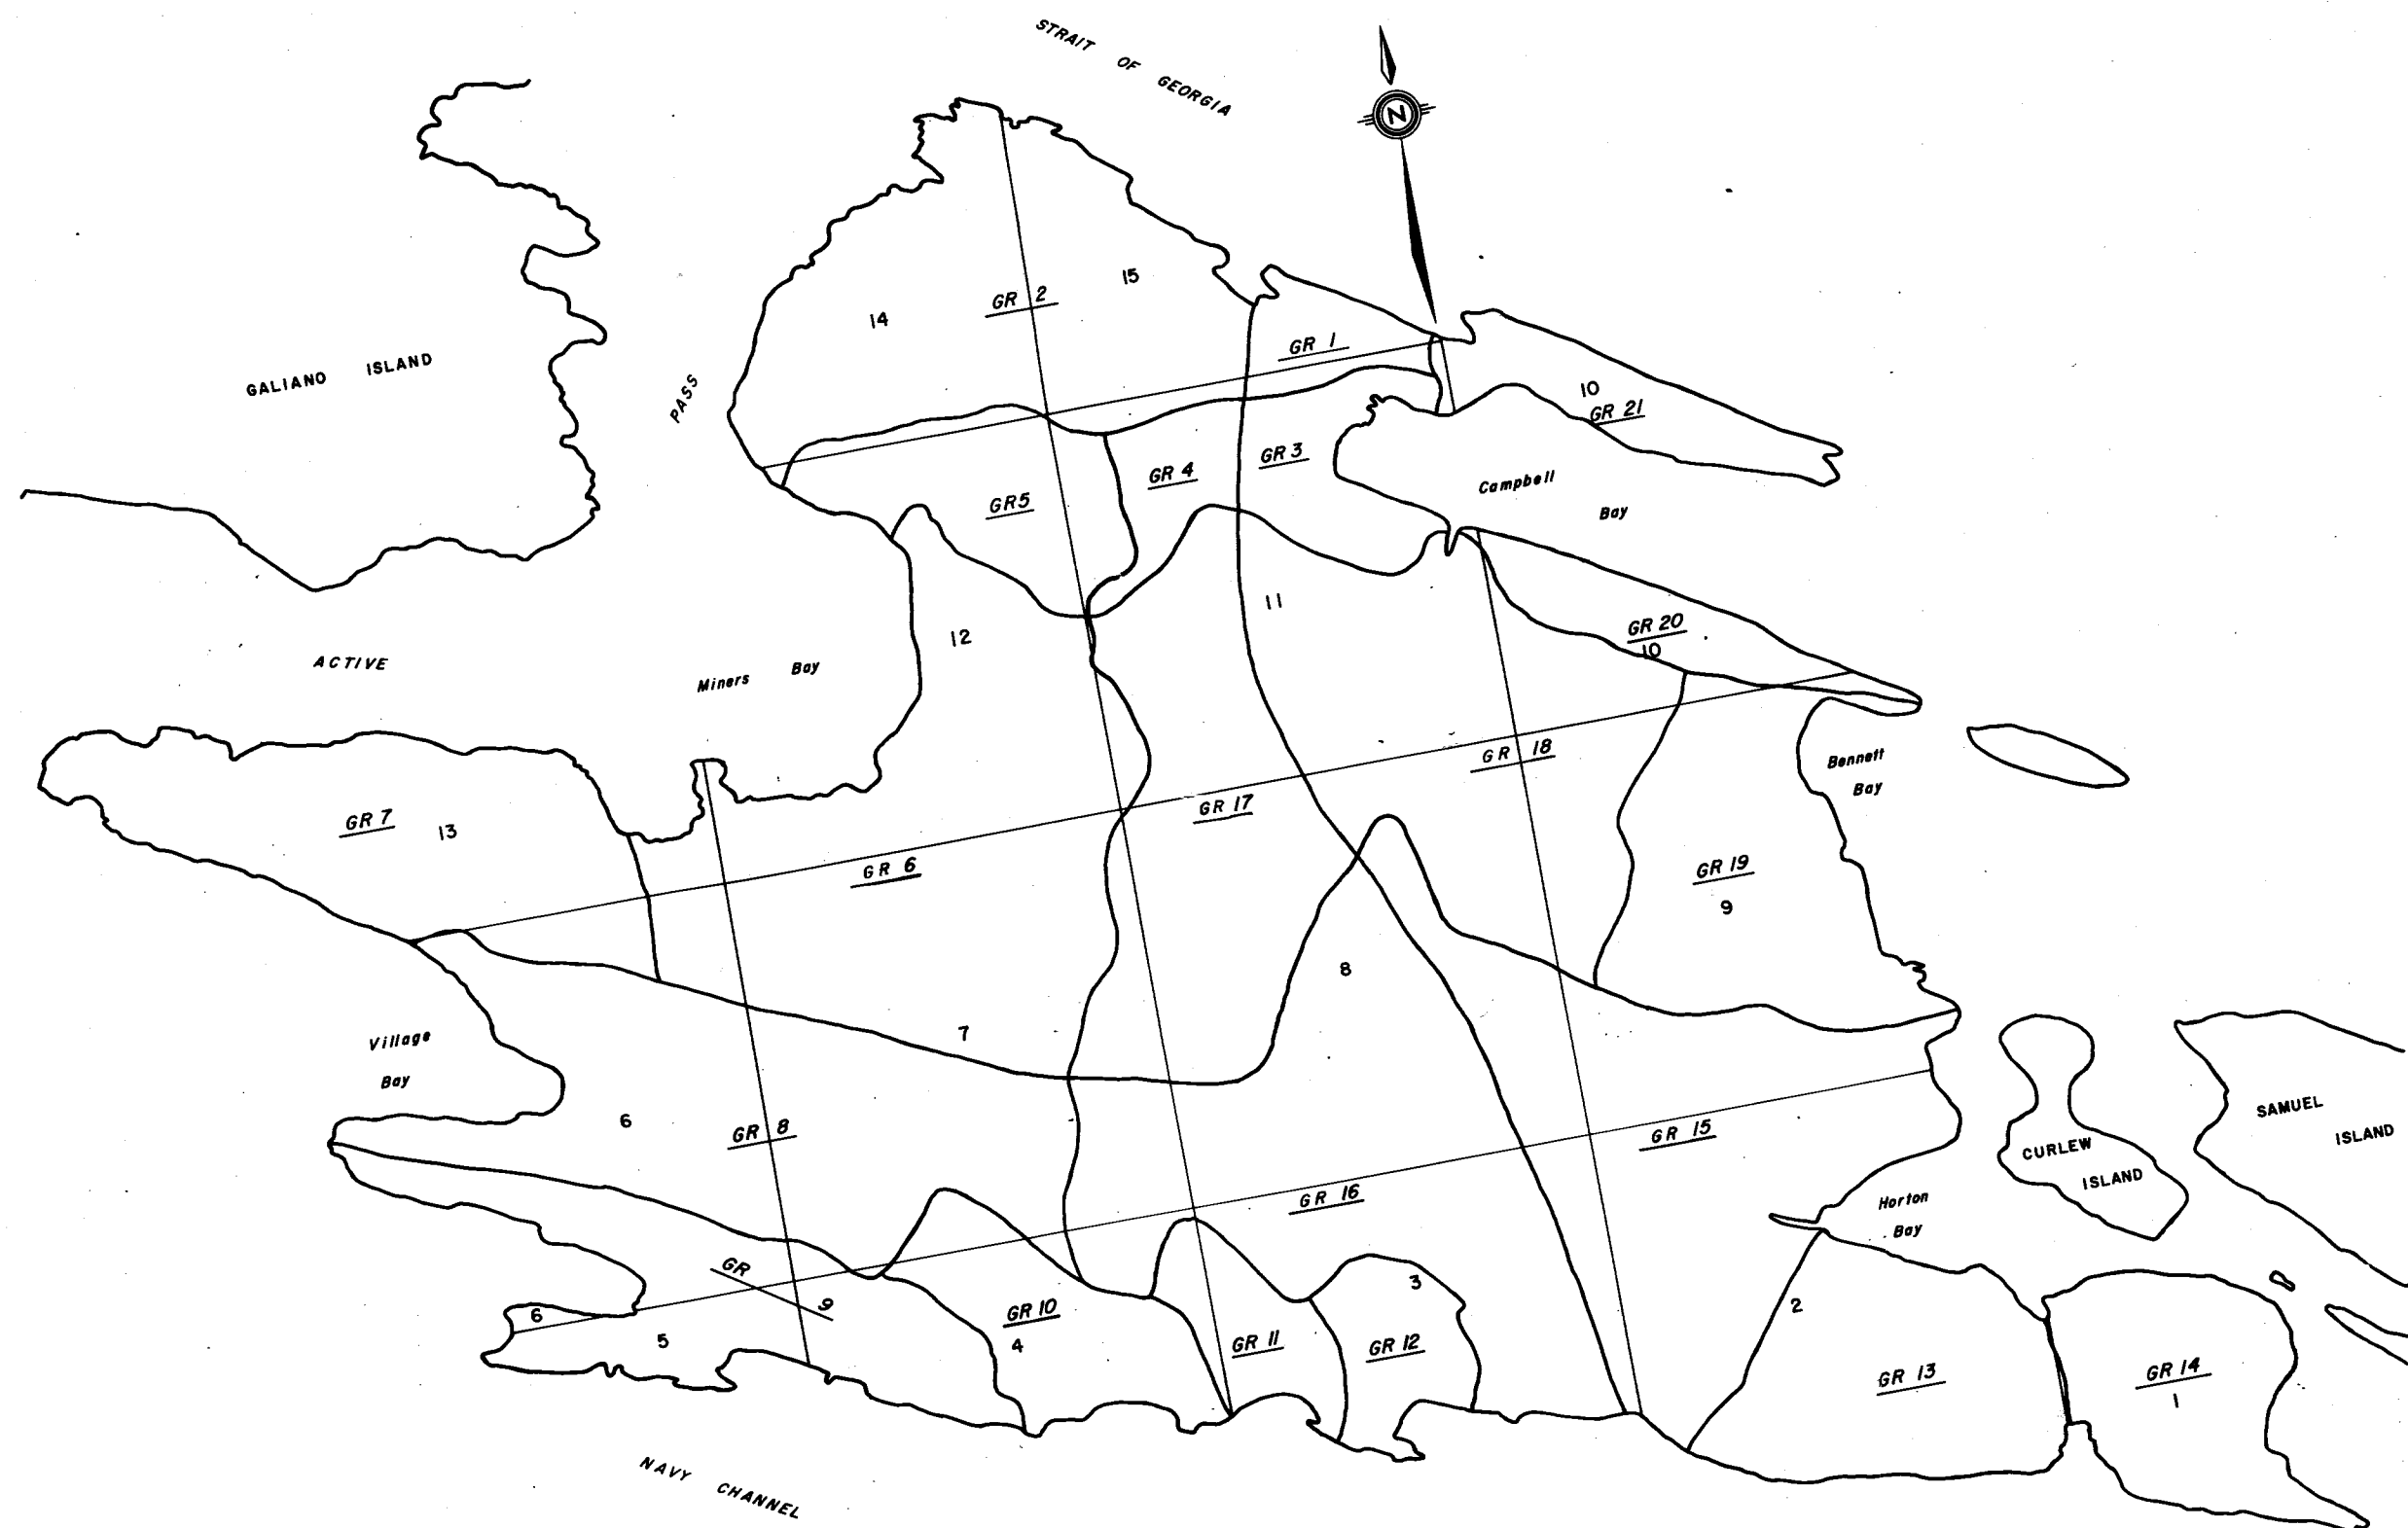 STRAIT OF GEORGIA
N
15
GR 2
14
GR 1
GALIANO ISLAND
PASS
10
GR 21
GR 3
GR 4
Campbell
Bay
GR5
11
12
GR 20
10
ACTIVE
Miners Bay
GR 18
Bennett
Bay
GR 17
GR 7
13
GR 6
GR 19
9
8
7
Village
Bay
6
GR 8
GR 15
SAMUEL
ISLAND
CURLEW
ISLAND
GR 16
Horton
Bay
GR
9
3
2
GR 10
6
5
4
GR 11
GR 12
GR 13
GR 14
1
NAVY CHANNEL